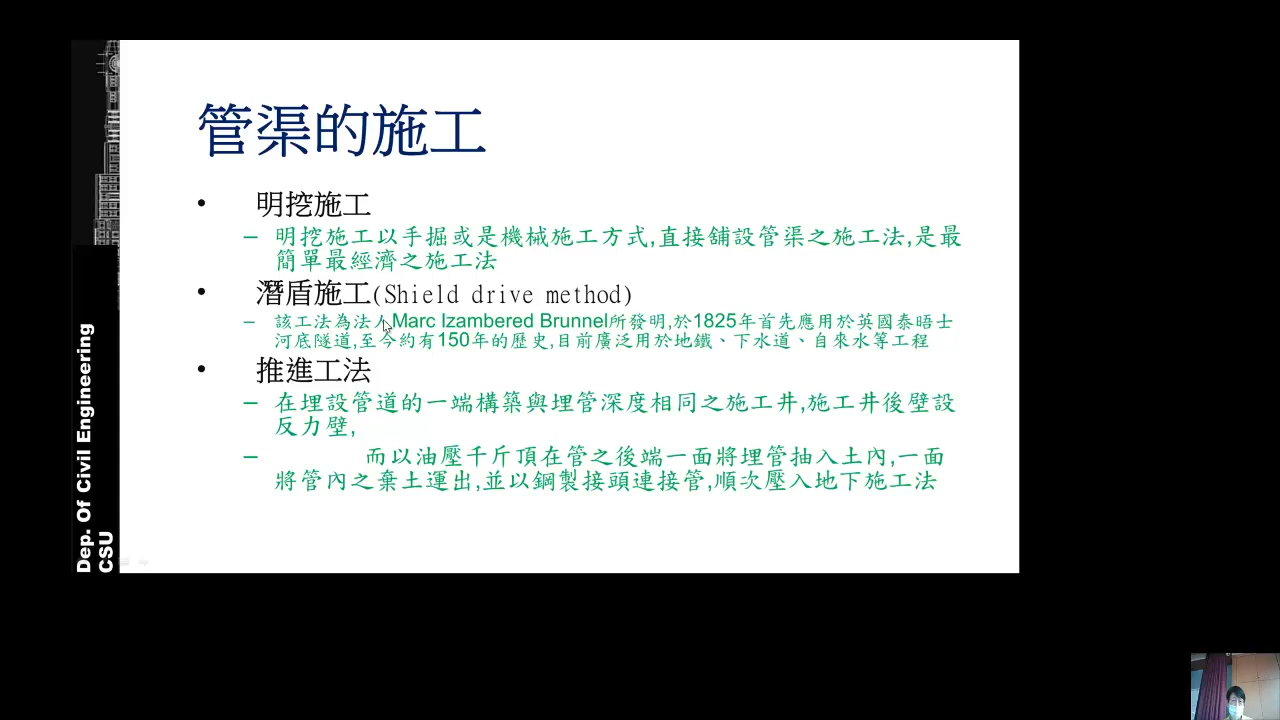 管渠的施工
• 明挖施工
– 明挖施工以手掘或是機械施工方式,直接舖設管渠之施工法,是最
簡單最經濟之施工法
• 潛盾施工(Shield drive method)
– 該工法為法人Marc Izambered Brunnel所發明,於1825年首先應用於英國泰晤士
河底隧道,至今約有150年的歷史,目前廣泛用於地鐵、下水道、自來水等工程
• 推進工法
– 在埋設管道的一端構築與埋管深度相同之施工井,施工井後壁設
反力壁,
– 而以油壓千斤頂在管之後端一面將埋管抽入土內,一面
將管內之棄土運出,並以鋼製接頭連接管,順次壓入地下施工法
Dep. Of Civil Engineering
CSU